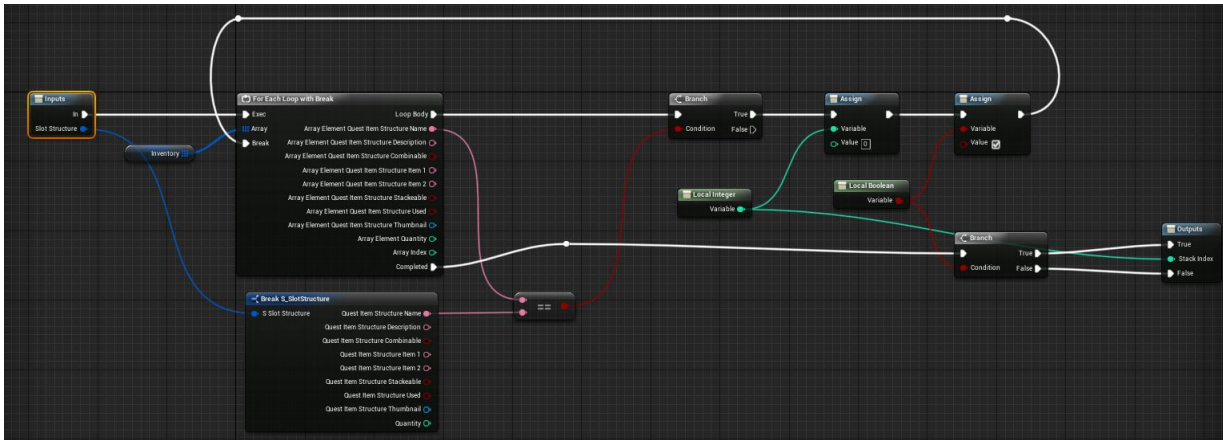 Inputs
In
Slot Structure
Inventory
For Each Loop with Break
Exec
Loop Body
Array
Array Element Quest Item Structure Name
Break
Array Element Quest Item Structure Description
Array Element Quest Item Structure Combinable
Array Element Quest Item Structure Item 1
Array Element Quest Item Structure Item 2
Array Element Quest Item Structure Stackeable
Array Element Quest Item Structure Used
Array Element Quest Item Structure Thumbnail
Array Element Quantity
Array Index
Completed
Break S_SlotStructure
S Slot Structure
Quest Item Structure Name
Quest Item Structure Description
Quest Item Structure Combinable
Quest Item Structure Item 1
Quest Item Structure Item 2
Quest Item Structure Stackeable
Quest Item Structure Used
Quest Item Structure Thumbnail
Quantity
==
Branch
True
Condition
False
Local Integer
Variable
Assign
Variable
Value 0
Local Boolean
Variable
Assign
Variable
Value
Branch
True
Condition
False
Outputs
True
Stack Index
False